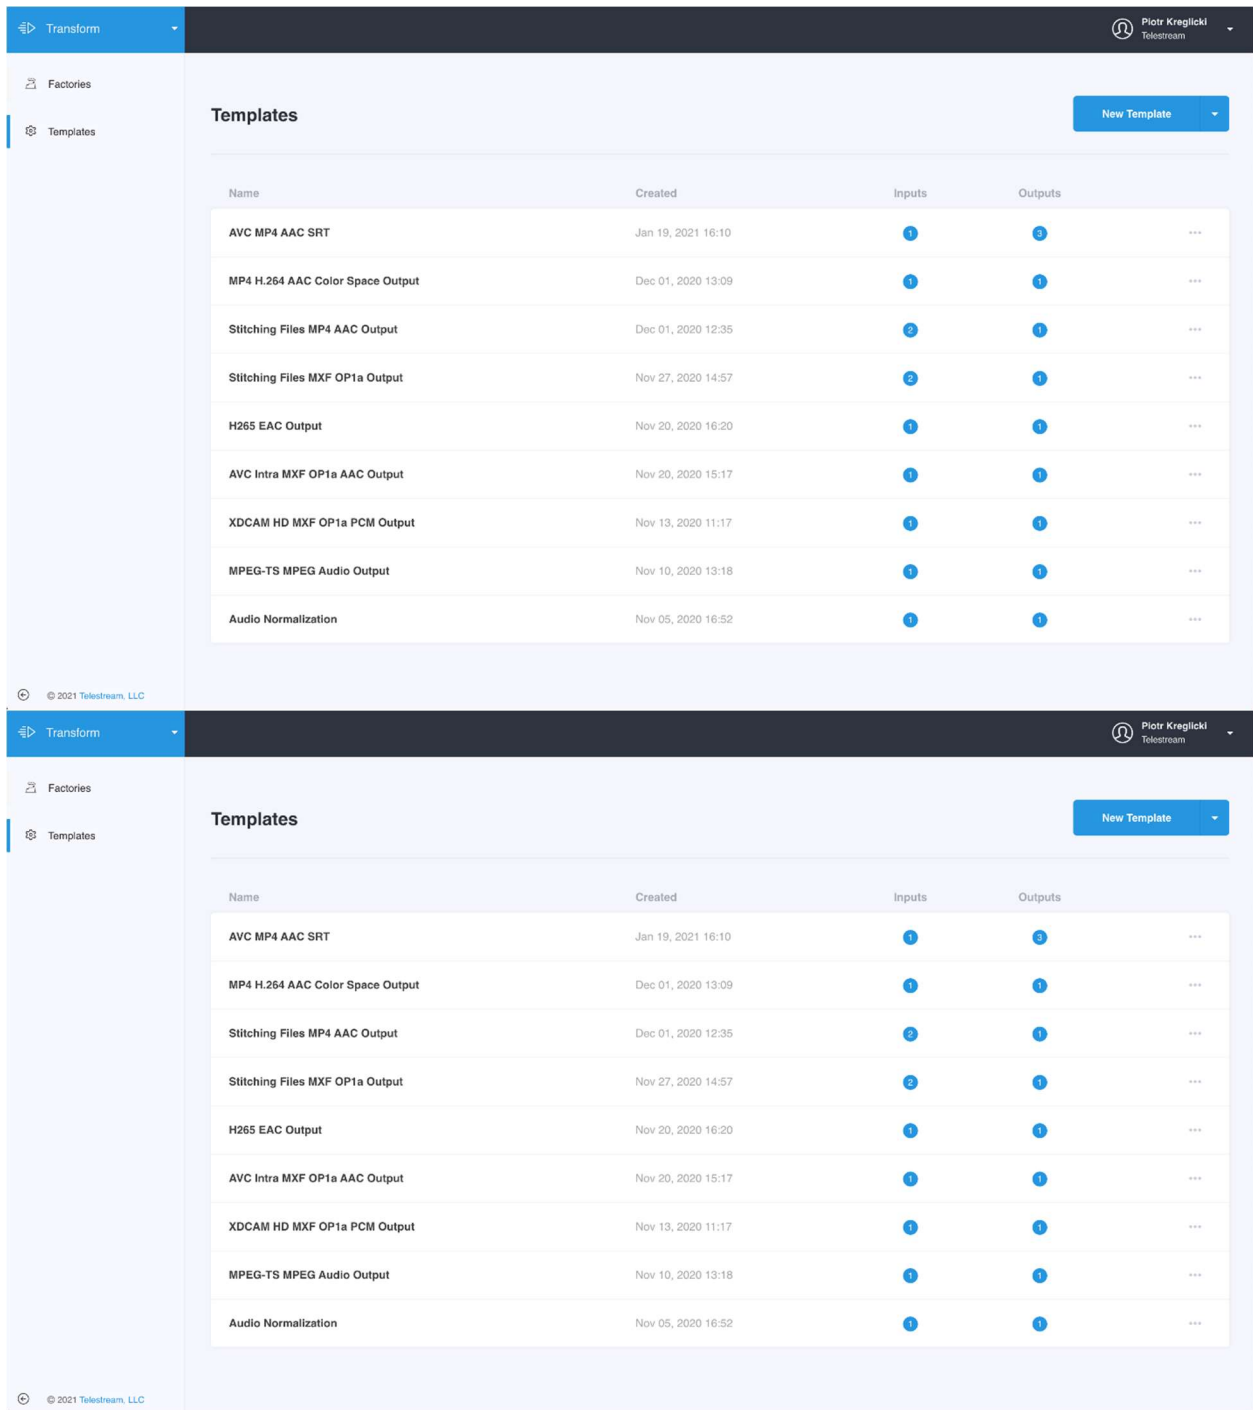 Transform
Piotr Kreglicki
Telestream
Factories
Templates
Templates
New Template
Name Created Inputs Outputs
AVC MP4 AAC SRT Jan 19, 2021 16:10 1 3
MP4 H.264 AAC Color Space Output Dec 01, 2020 13:09 1 1
Stitching Files MP4 AAC Output Dec 01, 2020 12:35 2 1
Stitching Files MXF OP1a Output Nov 27, 2020 14:57 2 1
H265 EAC Output Nov 20, 2020 16:20 1 1
AVC Intra MXF OP1a AAC Output Nov 20, 2020 15:17 1 1
XDCAM HD MXF OP1a PCM Output Nov 13, 2020 11:17 1 1
MPEG-TS MPEG Audio Output Nov 10, 2020 13:18 1 1
Audio Normalization Nov 05, 2020 16:52 1 1
© 2021 Telestream, LLC
Transform
Piotr Kreglicki
Telestream
Factories
Templates
Templates
New Template
Name Created Inputs Outputs
AVC MP4 AAC SRT Jan 19, 2021 16:10 1 3
MP4 H.264 AAC Color Space Output Dec 01, 2020 13:09 1 1
Stitching Files MP4 AAC Output Dec 01, 2020 12:35 2 1
Stitching Files MXF OP1a Output Nov 27, 2020 14:57 2 1
H265 EAC Output Nov 20, 2020 16:20 1 1
AVC Intra MXF OP1a AAC Output Nov 20, 2020 15:17 1 1
XDCAM HD MXF OP1a PCM Output Nov 13, 2020 11:17 1 1
MPEG-TS MPEG Audio Output Nov 10, 2020 13:18 1 1
Audio Normalization Nov 05, 2020 16:52 1 1
© 2021 Telestream, LLC